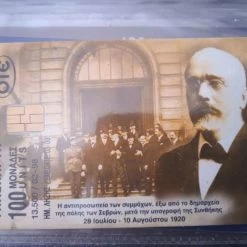 OTE
100 ΜΟΝΑΔΕΣ
UNITS
Η αντιπροσωπεία των συμμάχων, έξω από το δημαρχείο
της πόλης των Σεβρών, μετά την υπογραφή της Συνθήκης
28 Ιουλίου - 10 Αυγούστου 1920